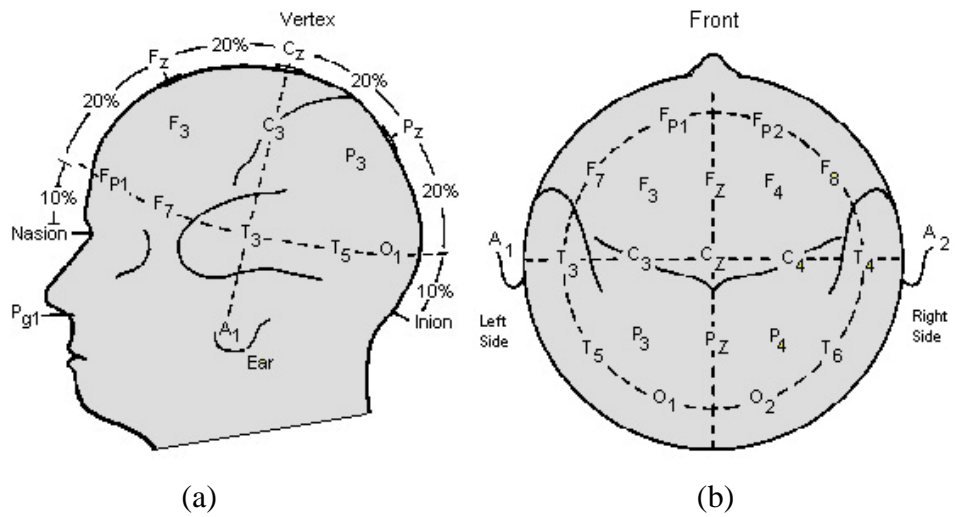 Vertex
20% CZ 20%
FZ
20%
20%
PZ
20%
10%
10%
F3
C3
P3
FP1
F7
T3
T5
O1
Nasion
Pg1
A1
Ear
Inion
(a)
Front
FP1 FP2
F7 F3 FZ F4 F8
A1 T3 C3 CZ C4 T4 A2
Left
Side
Right
Side
T5 P3 PZ P4 T6
O1 O2
(b)